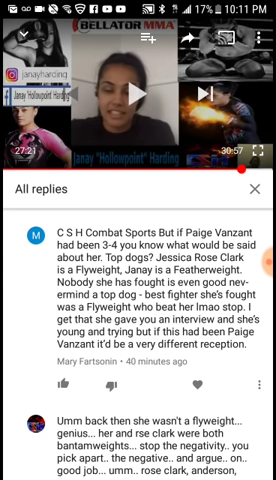 17% 10:11 PM
BELLATOR MMA
janayharding
Janay "Hollowpoint" Harding
Janay "Hollowpoint" Harding
27:21
30:57
All replies
M
C S H Combat Sports But if Paige Vanzant
had been 3-4 you know what would be said
about her. Top dogs? Jessica Rose Clark
is a Flyweight, Janay is a Featherweight.
Nobody she has fought is even good nev-
ermind a top dog - best fighter she's fought
was a Flyweight who beat her lmao stop. I
get that she gave you an interview and she's
young and trying but if this had been Paige
Vanzant it'd be a very different reception.
Mary Fartsonin • 40 minutes ago
Umm back then she wasn't a flyweight...
genius... her and rse clark were both
bantamweights... stop the negativity.. you
pick apart.. the negative.. and argue.. on..
good job... umm.. rose clark, anderson,